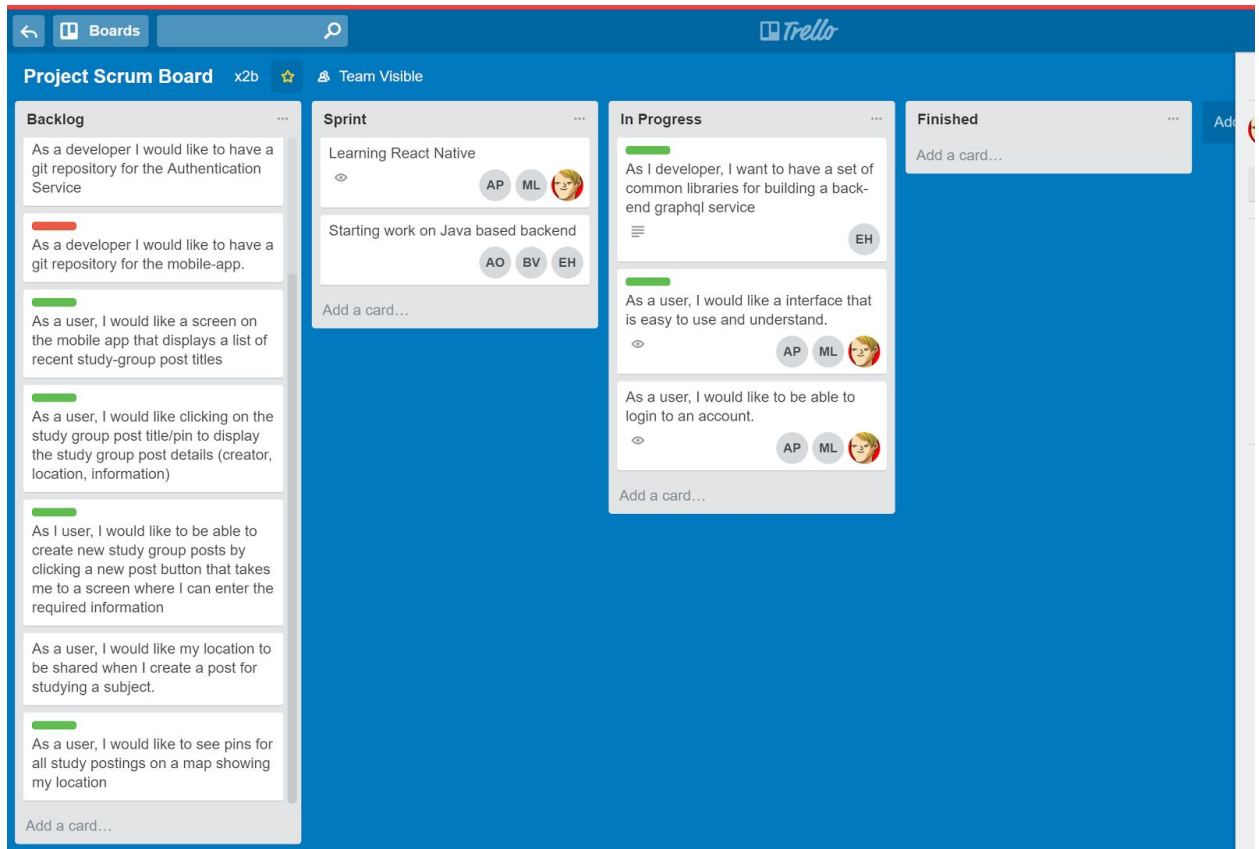 Boards
Trello
Project Scrum Board x2b Team Visible
Backlog
As a developer I would like to have a
git repository for the Authentication
Service
As a developer I would like to have a
git repository for the mobile-app.
As a user, I would like a screen on
the mobile app that displays a list of
recent study-group post titles
As a user, I would like clicking on the
study group post title/pin to display
the study group post details (creator,
location, information)
As I user, I would like to be able to
create new study group posts by
clicking a new post button that takes
me to a screen where I can enter the
required information
As a user, I would like my location to
be shared when I create a post for
studying a subject.
As a user, I would like to see pins for
all study postings on a map showing
my location
Add a card…
Sprint
Learning React Native
AP ML
Starting work on Java based backend
AO BV EH
Add a card…
In Progress
As I developer, I want to have a set of
common libraries for building a back-
end graphql service
EH
As a user, I would like a interface that
is easy to use and understand.
AP ML
As a user, I would like to be able to
login to an account.
AP ML
Add a card…
Finished
Add a card…